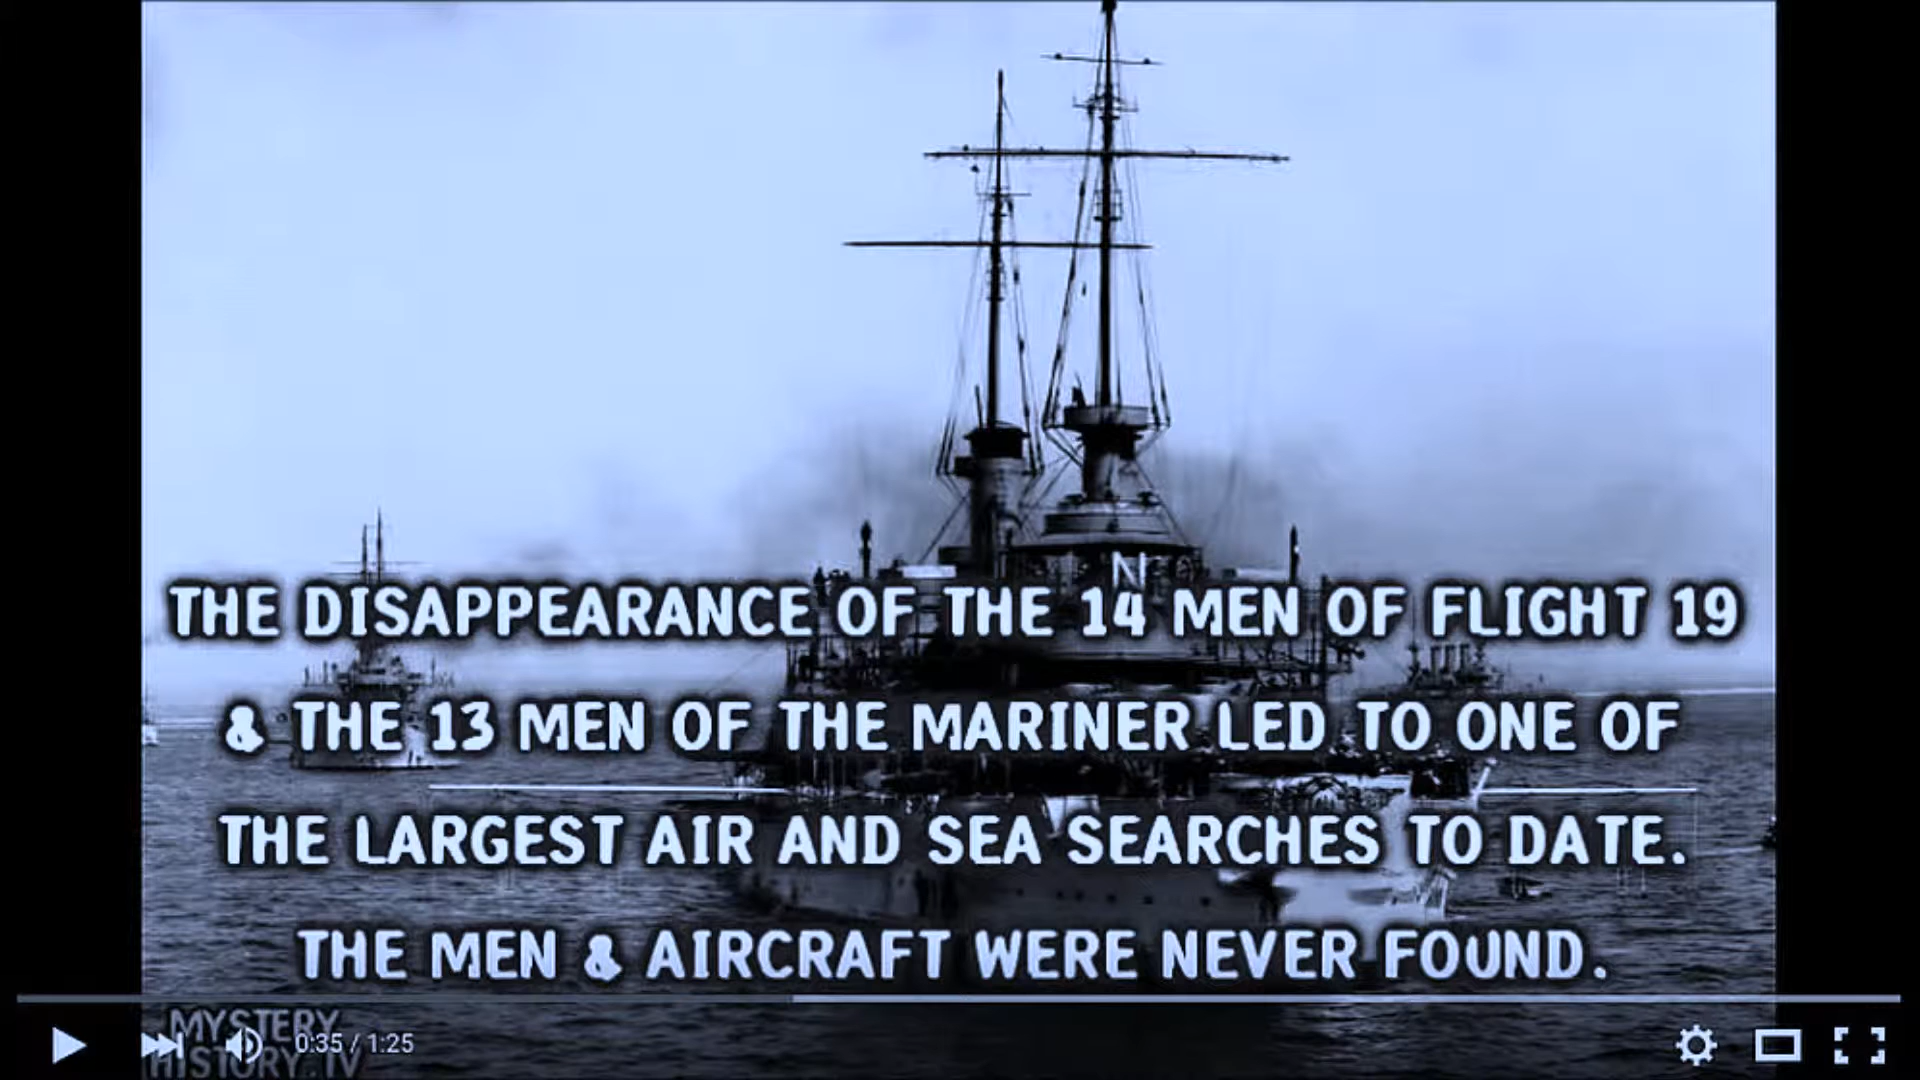 THE DISAPPEARANCE OF THE 14 MEN OF FLIGHT 19
& THE 13 MEN OF THE MARINER LED TO ONE OF
THE LARGEST AIR AND SEA SEARCHES TO DATE.
THE MEN & AIRCRAFT WERE NEVER FOUND.
MYSTERY
HISTORY.TV
0:35 / 1:25